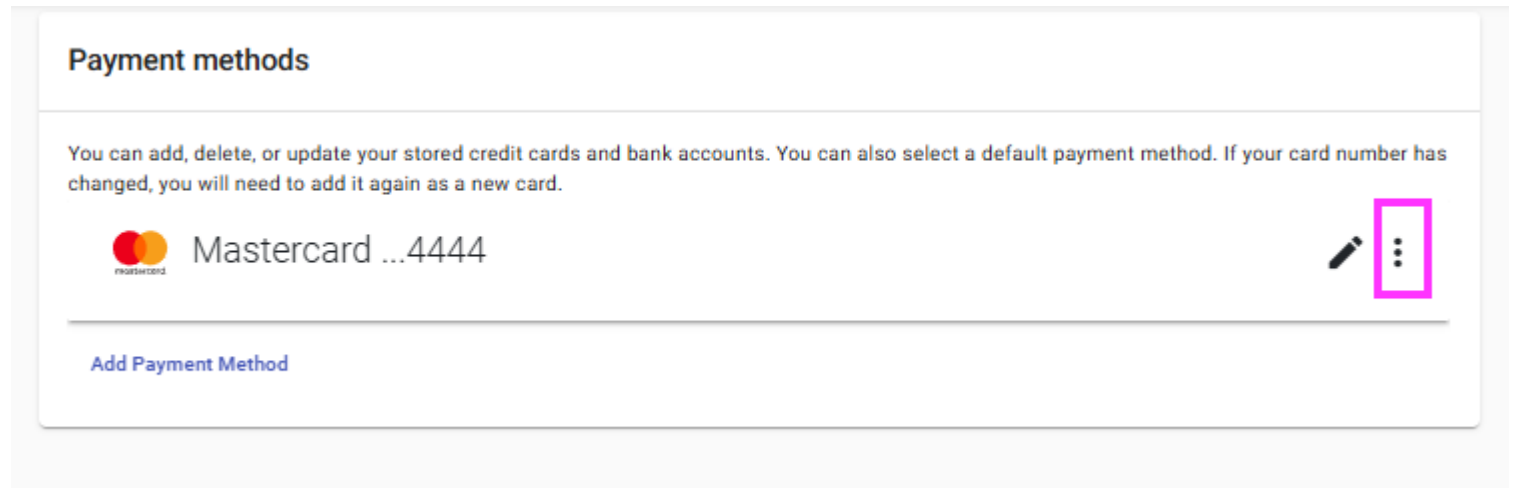 Payment methods
You can add, delete, or update your stored credit cards and bank accounts. You can also select a default payment method. If your card number has
changed, you will need to add it again as a new card.
mastercard
Mastercard ...4444
Add Payment Method